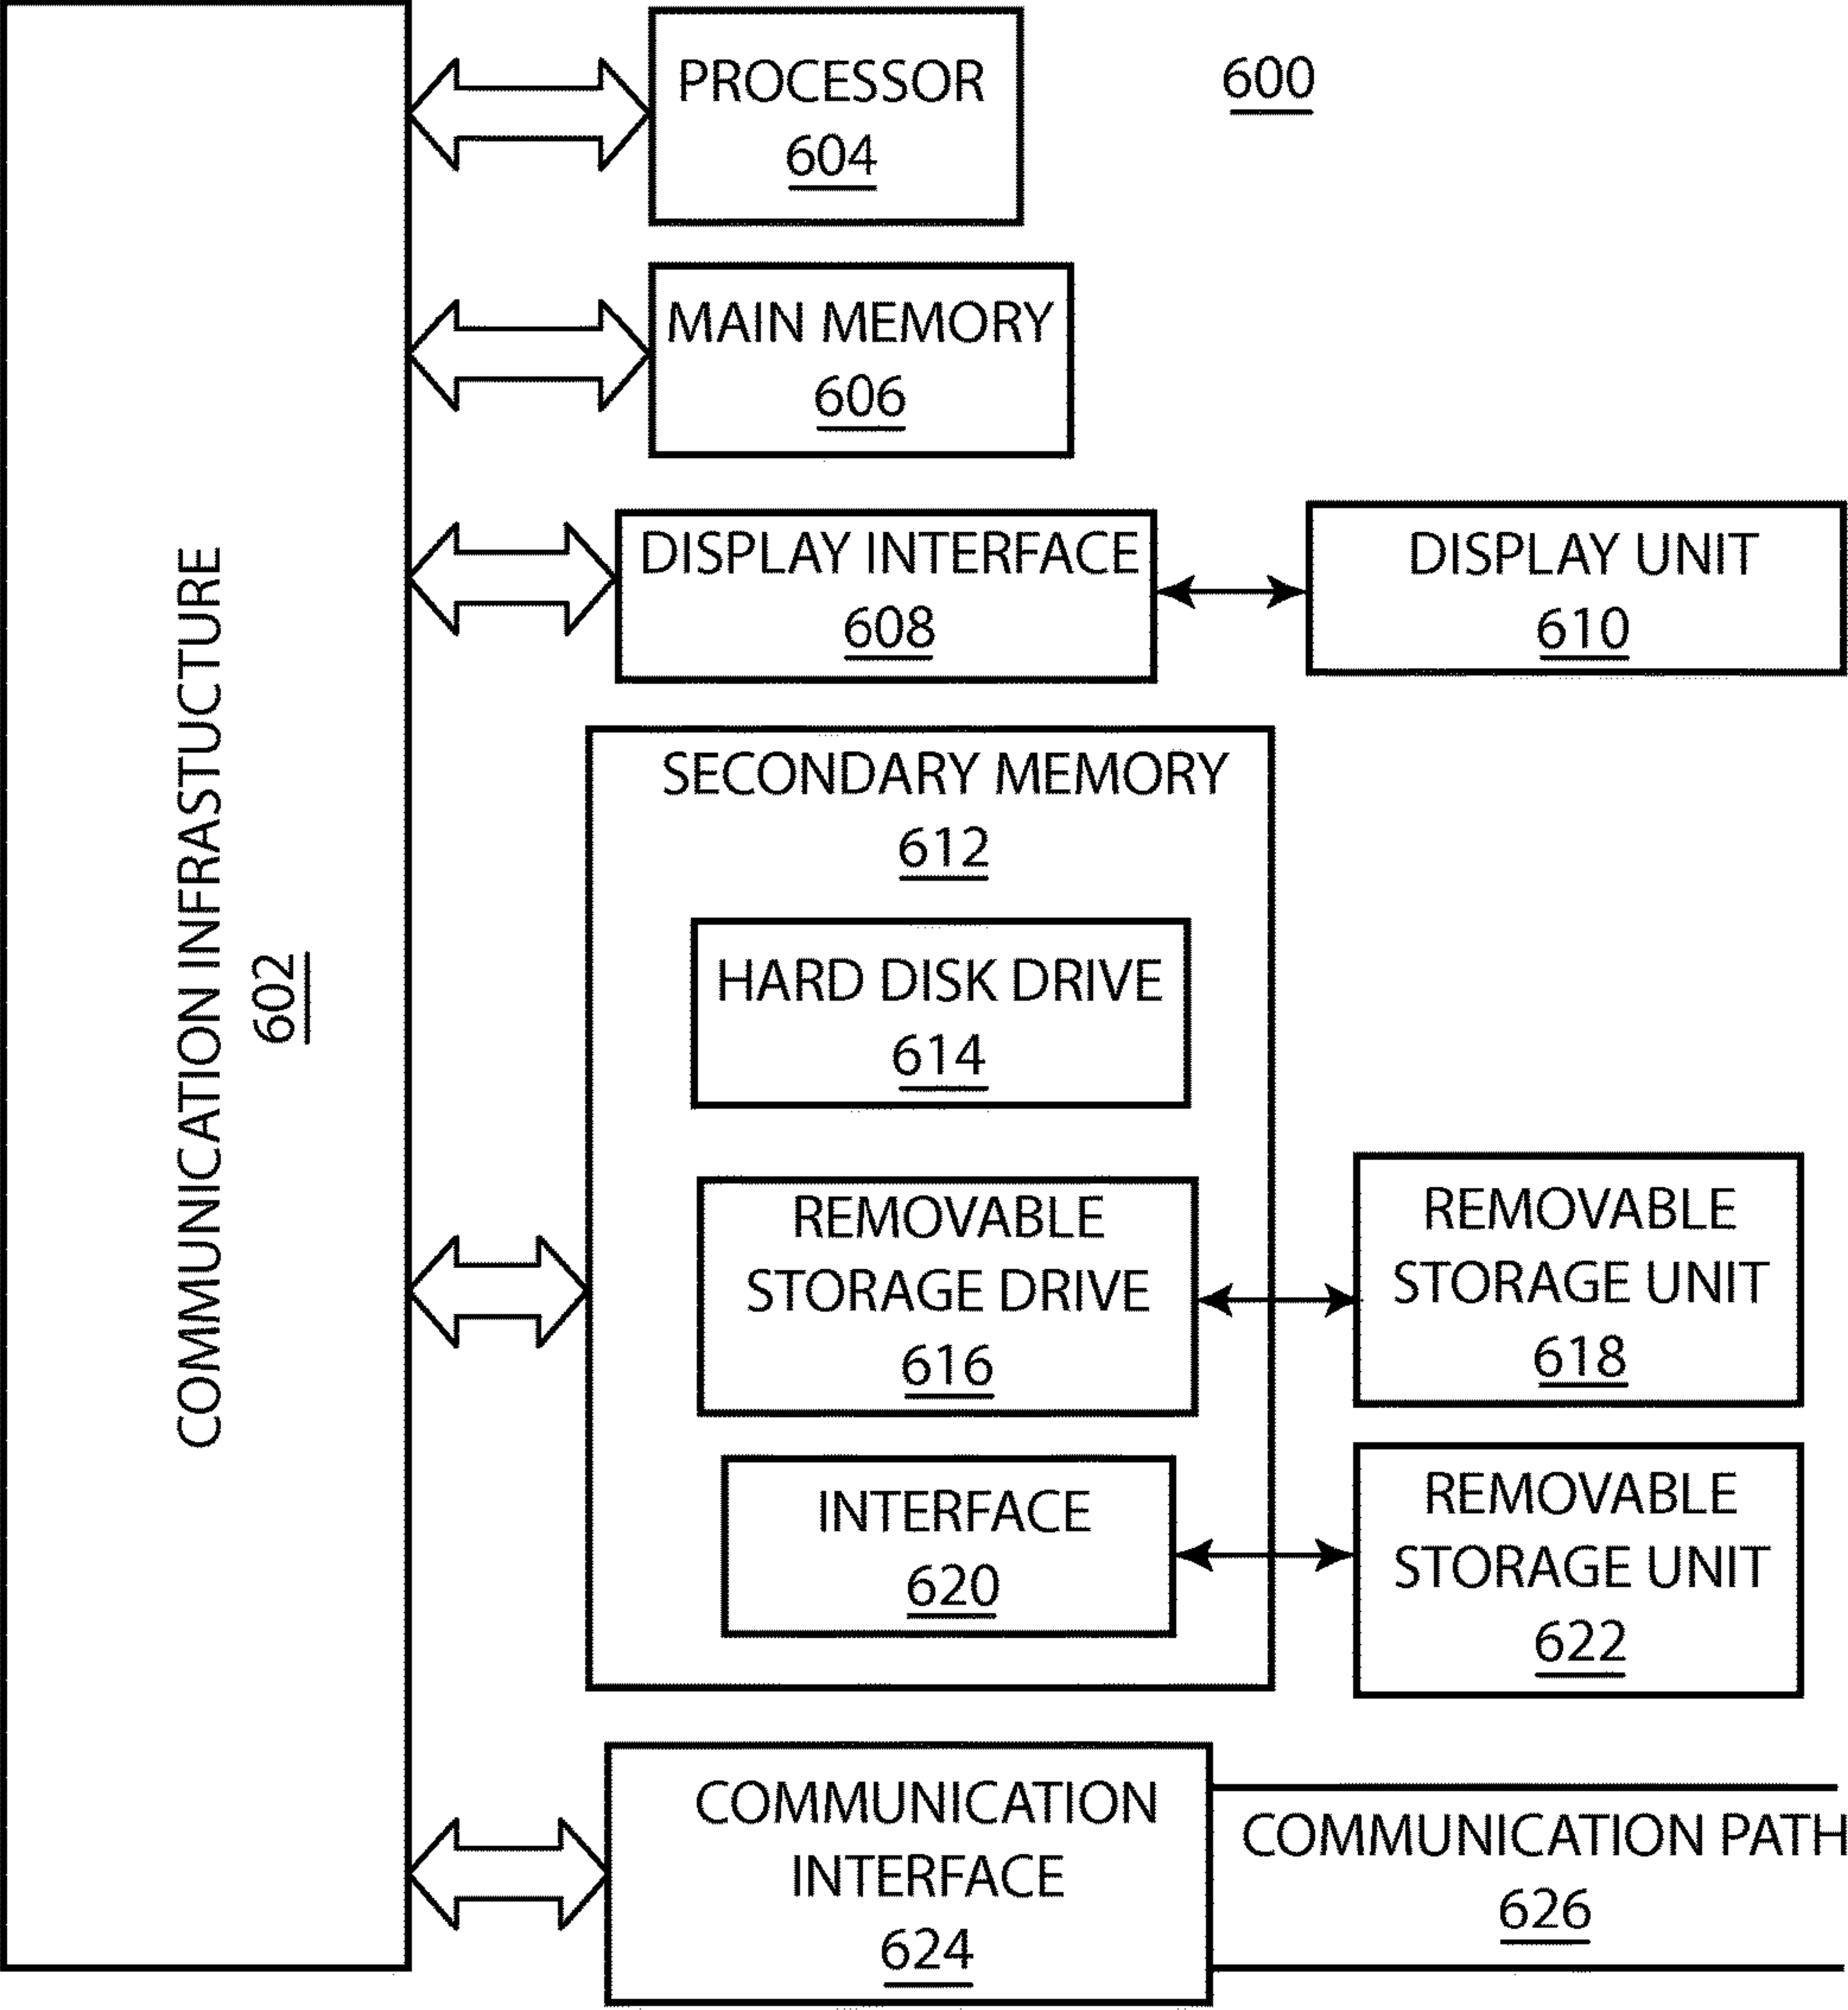 COMMUNICATION INFRASTUCTURE
602
PROCESSOR
604
600
MAIN MEMORY
606
DISPLAY INTERFACE
608
DISPLAY UNIT
610
SECONDARY MEMORY
612
HARD DISK DRIVE
614
REMOVABLE
STORAGE DRIVE
616
REMOVABLE
STORAGE UNIT
618
INTERFACE
620
REMOVABLE
STORAGE UNIT
622
COMMUNICATION
INTERFACE
624
COMMUNICATION PATH
626